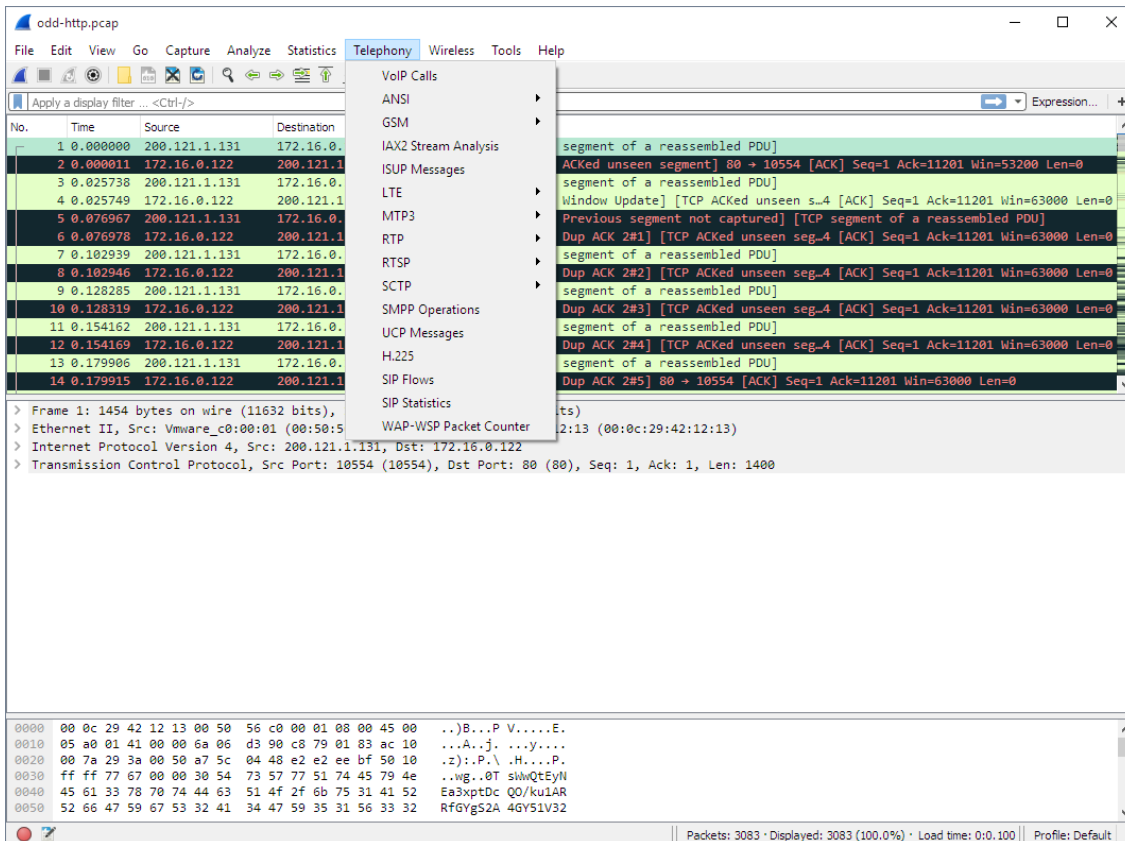 odd-http.pcap
File Edit View Go Capture Analyze Statistics Telephony Wireless Tools Help
Apply a display filter ... <Ctrl-/>
Expression... +
No. Time Source Destination
1 0.000000 200.121.1.131 172.16.0. segment of a reassembled PDU]
2 0.000011 172.16.0.122 200.121.1 ACKed unseen segment] 80 → 10554 [ACK] Seq=1 Ack=11201 Win=53200 Len=0
3 0.025738 200.121.1.131 172.16.0. segment of a reassembled PDU]
4 0.025749 172.16.0.122 200.121.1 Window Update] [TCP ACKed unseen s…4 [ACK] Seq=1 Ack=11201 Win=63000 Len=0
5 0.076967 200.121.1.131 172.16.0. Previous segment not captured] [TCP segment of a reassembled PDU]
6 0.076978 172.16.0.122 200.121.1 Dup ACK 2#1] [TCP ACKed unseen seg…4 [ACK] Seq=1 Ack=11201 Win=63000 Len=0
7 0.102939 200.121.1.131 172.16.0. segment of a reassembled PDU]
8 0.102946 172.16.0.122 200.121.1 Dup ACK 2#2] [TCP ACKed unseen seg…4 [ACK] Seq=1 Ack=11201 Win=63000 Len=0
9 0.128285 200.121.1.131 172.16.0. segment of a reassembled PDU]
10 0.128319 172.16.0.122 200.121.1 Dup ACK 2#3] [TCP ACKed unseen seg…4 [ACK] Seq=1 Ack=11201 Win=63000 Len=0
11 0.154162 200.121.1.131 172.16.0. segment of a reassembled PDU]
12 0.154169 172.16.0.122 200.121.1 Dup ACK 2#4] [TCP ACKed unseen seg…4 [ACK] Seq=1 Ack=11201 Win=63000 Len=0
13 0.179906 200.121.1.131 172.16.0. segment of a reassembled PDU]
14 0.179915 172.16.0.122 200.121.1 Dup ACK 2#5] 80 → 10554 [ACK] Seq=1 Ack=11201 Win=63000 Len=0
VoIP Calls
ANSI
GSM
IAX2 Stream Analysis
ISUP Messages
LTE
MTP3
RTP
RTSP
SCTP
SMPP Operations
UCP Messages
H.225
SIP Flows
SIP Statistics
WAP-WSP Packet Counter
> Frame 1: 1454 bytes on wire (11632 bits), its)
> Ethernet II, Src: Vmware_c0:00:01 (00:50:5 12:13 (00:0c:29:42:12:13)
> Internet Protocol Version 4, Src: 200.121.1.131, Dst: 172.16.0.122
> Transmission Control Protocol, Src Port: 10554 (10554), Dst Port: 80 (80), Seq: 1, Ack: 1, Len: 1400
0000 00 0c 29 42 12 13 00 50 56 c0 00 01 08 00 45 00 ..)B...P V.....E.
0010 05 a0 01 41 00 00 6a 06 d3 90 c8 79 01 83 ac 10 ...A..j. ...y....
0020 00 7a 29 3a 00 50 a7 5c 04 48 e2 e2 ee bf 50 10 .z):.P.\ .H....P.
0030 ff ff 77 67 00 00 30 54 73 57 77 51 74 45 79 4e ..wg..0T sWwQtEyN
0040 45 61 33 78 70 74 44 63 51 4f 2f 6b 75 31 41 52 Ea3xptDc QO/ku1AR
0050 52 66 47 59 67 53 32 41 34 47 59 35 31 56 33 32 RfGYgS2A 4GY51V32
Packets: 3083 · Displayed: 3083 (100.0%) · Load time: 0:0.100 Profile: Default